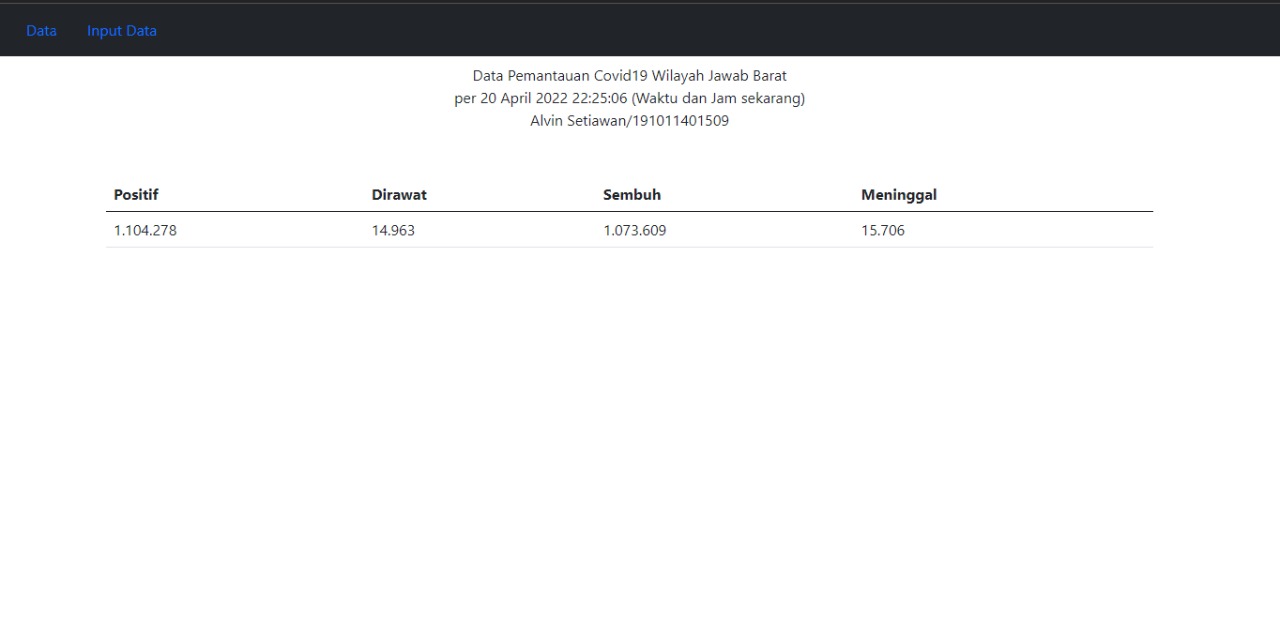 Data Input Data
Data Pemantauan Covid19 Wilayah Jawab Barat
per 20 April 2022 22:25:06 (Waktu dan Jam sekarang)
Alvin Setiawan/191011401509
Positif Dirawat Sembuh Meninggal
1.104.278 14.963 1.073.609 15.706